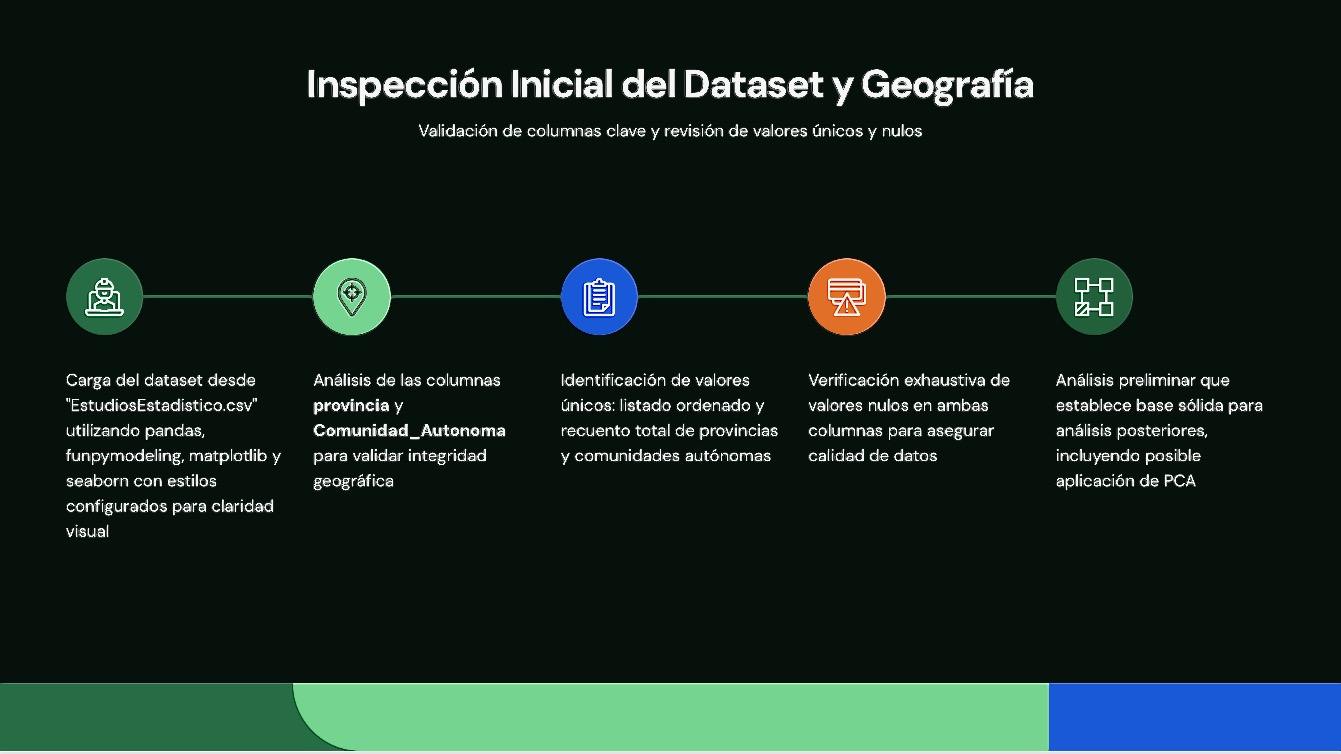 Inspección Inicial del Dataset y Geografía
Validación de columnas clave y revisión de valores únicos y nulos
Carga del dataset desde
"EstudiosEstadistico.csv"
utilizando pandas,
funpymodeling, matplotlib y
seaborn con estilos
configurados para claridad
visual
Análisis de las columnas
provincia y
Comunidad_Autonoma
para validar integridad
geográfica
Identificación de valores
únicos: listado ordenado y
recuento total de provincias
y comunidades autónomas
Verificación exhaustiva de
valores nulos en ambas
columnas para asegurar
calidad de datos
Análisis preliminar que
establece base sólida para
análisis posteriores,
incluyendo posible
aplicación de PCA